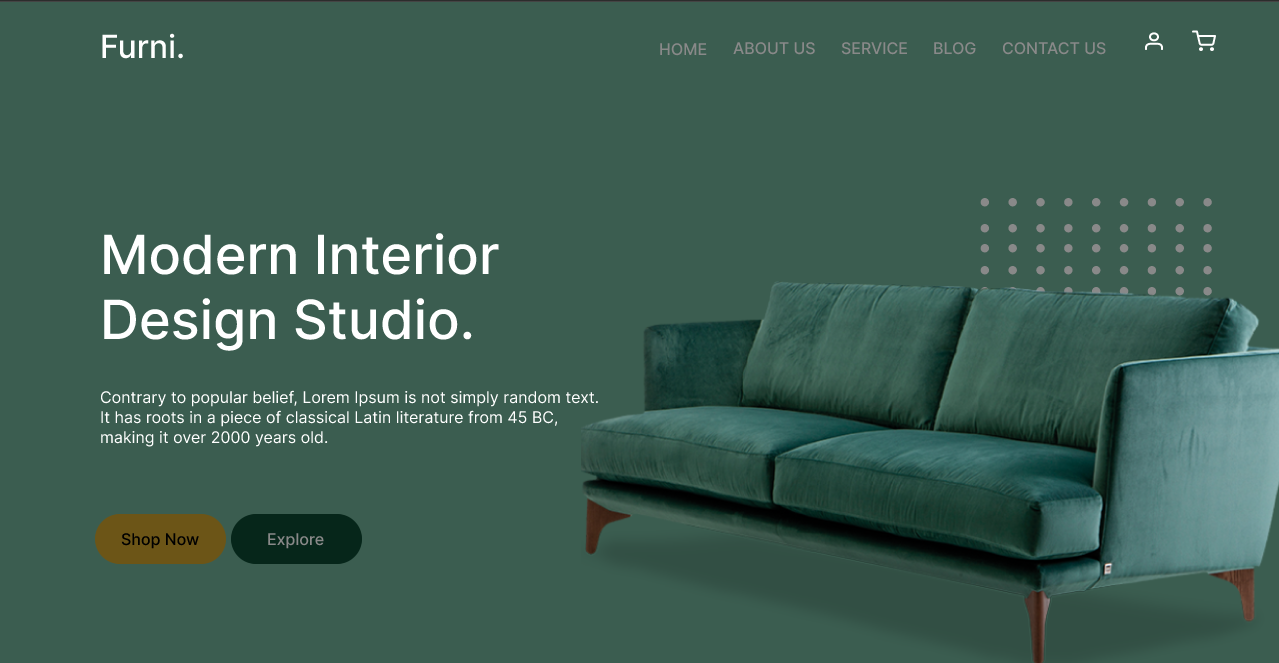 Furni.
HOME ABOUT US SERVICE BLOG CONTACT US
Modern Interior
Design Studio.
Contrary to popular belief, Lorem Ipsum is not simply random text.
It has roots in a piece of classical Latin literature from 45 BC,
making it over 2000 years old.
Shop Now Explore